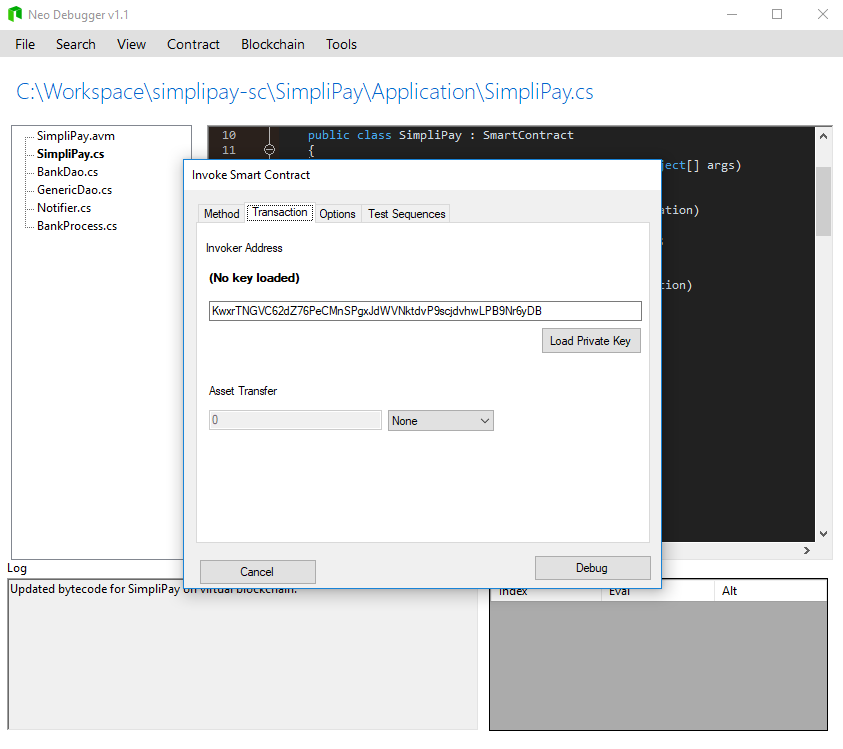 Neo Debugger v1.1
File Search View Contract Blockchain Tools
C:\Workspace\simplipay-sc\SimpliPay\Application\SimpliPay.cs
SimpliPay.avm
SimpliPay.cs
BankDao.cs
GenericDao.cs
Notifier.cs
BankProcess.cs
10 public class SimpliPay : SmartContract
11 {
ject[] args)
ation)
tion)
Invoke Smart Contract
Method Transaction Options Test Sequences
Invoker Address
(No key loaded)
KwxrTNGVC62dZ76PeCMnSPgxJdWVNktdvP9scjdvhwLPB9Nr6yDB
Load Private Key
Asset Transfer
0 None
Cancel Debug
Log
Updated bytecode for SimpliPay on virtual blockchain.
Index Eval Alt